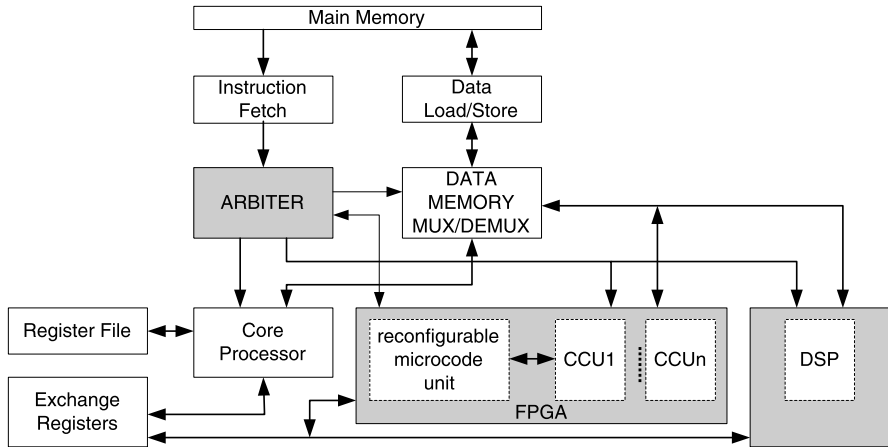 Main Memory
Instruction
Fetch
Data
Load/Store
ARBITER
DATA
MEMORY
MUX/DEMUX
Register File
Core
Processor
reconfigurable
microcode
unit
CCU1
CCUn
DSP
FPGA
Exchange
Registers